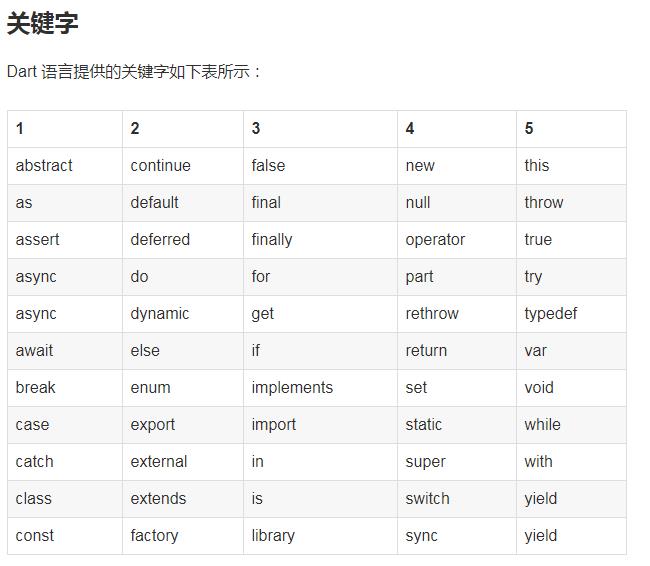 关键字
Dart 语言提供的关键字如下表所示：
1 2 3 4 5
abstract continue false new this
as default final null throw
assert deferred finally operator true
async do for part try
async dynamic get rethrow typedef
await else if return var
break enum implements set void
case export import static while
catch external in super with
class extends is switch yield
const factory library sync yield